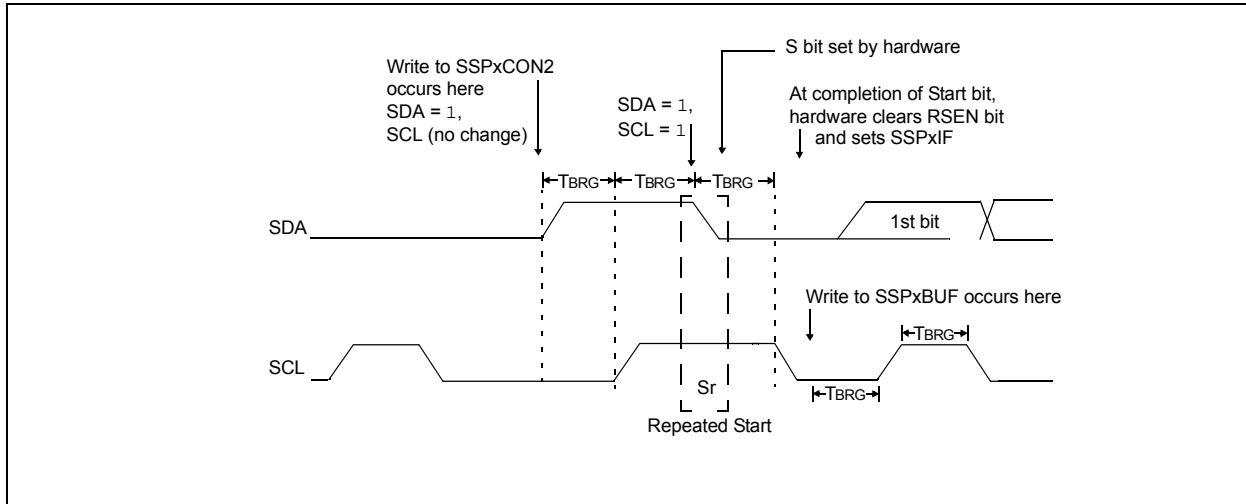 S bit set by hardware
Write to SSPxCON2
occurs here
SDA = 1,
SCL (no change)
SDA = 1,
SCL = 1
At completion of Start bit,
hardware clears RSEN bit
and sets SSPxIF
TBRG TBRG TBRG
SDA
1st bit
Write to SSPxBUF occurs here
TBRG
SCL
Sr
TBRG
Repeated Start